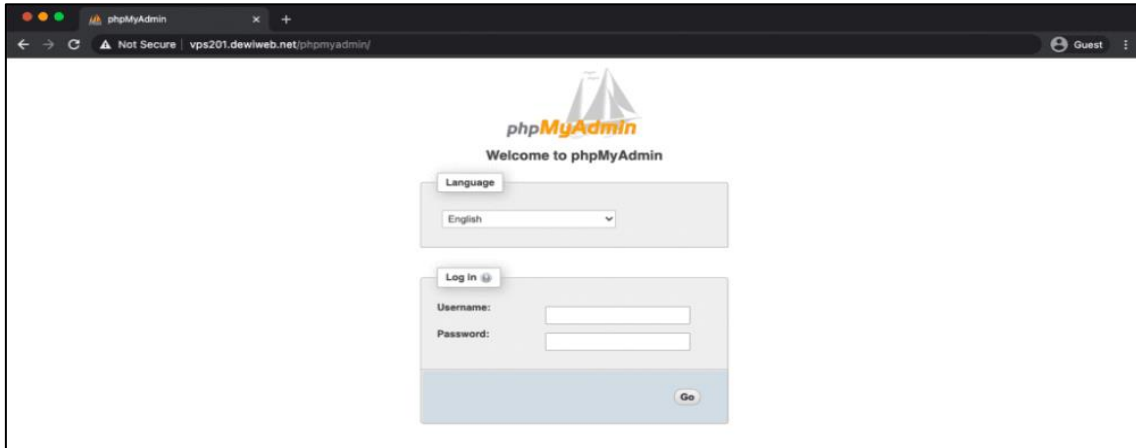 phpMyAdmin
Not Secure | vps201.dewiweb.net/phpmyadmin/
Guest
phpMyAdmin
Welcome to phpMyAdmin
Language
English
Log in
Username:
Password:
Go